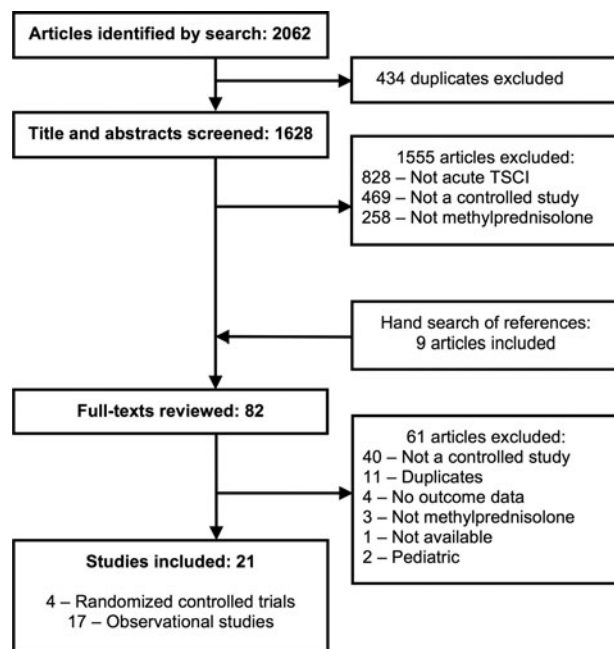 Articles identified by search: 2062
434 duplicates excluded
Title and abstracts screened: 1628
1555 articles excluded:
828 – Not acute TSCI
469 – Not a controlled study
258 – Not methylprednisolone
Hand search of references:
9 articles included
Full-texts reviewed: 82
61 articles excluded:
40 – Not a controlled study
11 – Duplicates
4 – No outcome data
3 – Not methylprednisolone
1 – Not available
2 – Pediatric
Studies included: 21
4 – Randomized controlled trials
17 – Observational studies